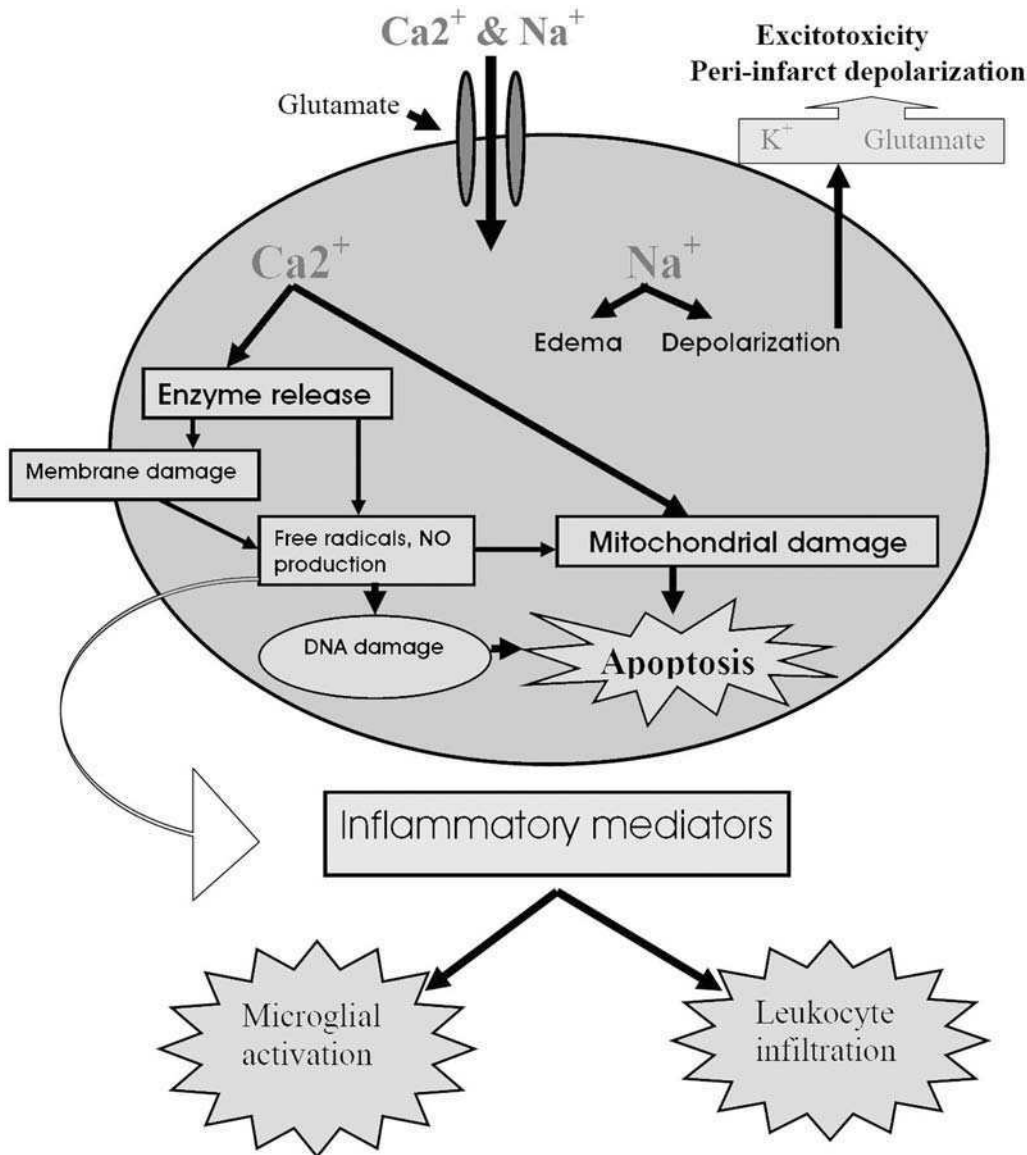 Ca2⁺ & Na⁺
Excitotoxicity
Peri-infarct depolarization
Glutamate
K⁺ Glutamate
Ca2⁺
Na⁺
Edema
Depolarization
Enzyme release
Membrane damage
Free radicals, NO
production
Mitochondrial damage
DNA damage
Apoptosis
Inflammatory mediators
Microglial
activation
Leukocyte
infiltration